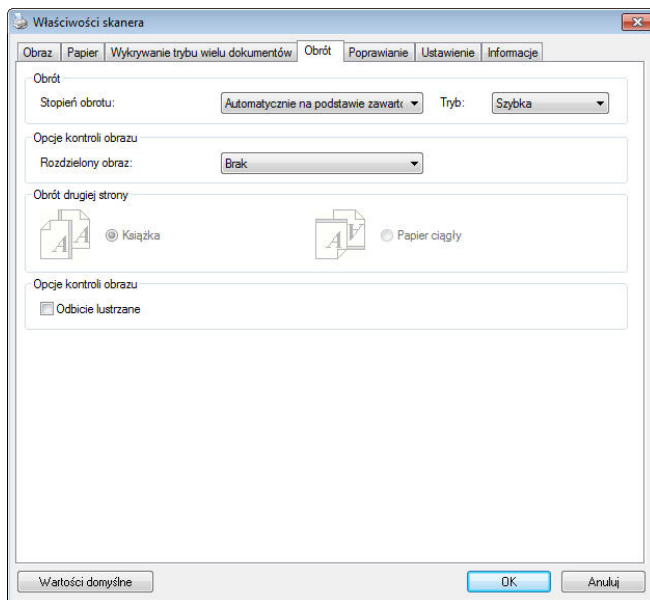 Właściwości skanera
Obraz Papier Wykrywanie trybu wielu dokumentów Obrót Poprawianie Ustawienie Informacje
Obrót
Stopień obrotu: Automatycznie na podstawie zawartc Tryb: Szybka
Opcje kontroli obrazu
Rozdzielony obraz: Brak
Obrót drugiej strony
A A Książka A A Papier ciągły
Opcje kontroli obrazu
Odbicie lustrzane
Wartości domyślne OK Anuluj